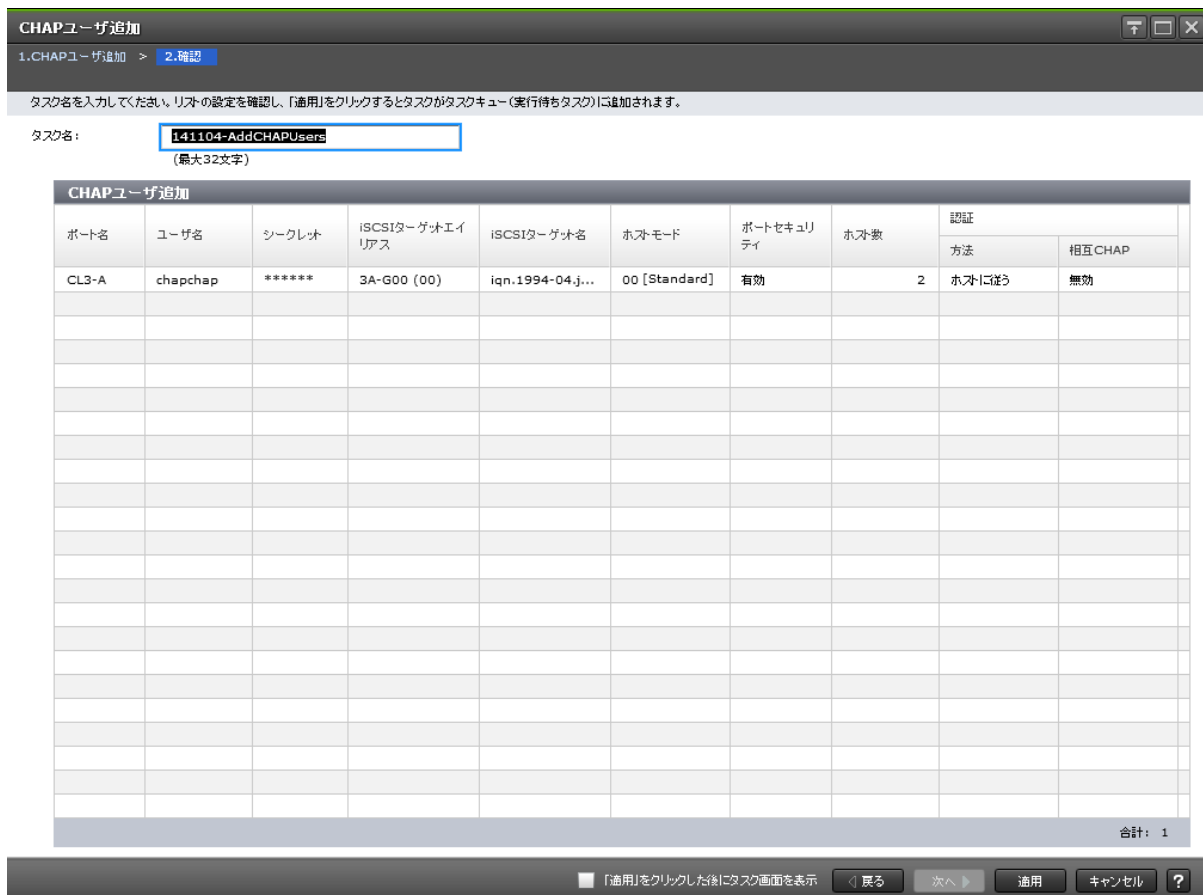 CHAPユーザ追加
1.CHAPユーザ追加 > 2.確認
タスク名を入力してください。リストの設定を確認し、「適用」をクリックするとタスクがタスクキュー(実行待ちタスク)に追加されます。
タスク名: 141104-AddCHAPUsers
(最大32文字)
CHAPユーザ追加
ポート名 ユーザ名 シークレット iSCSIターゲットエイリアス iSCSIターゲット名 ホストモード ポートセキュリティ ホスト数 認証
方法 相互CHAP
CL3-A chapchap ****** 3A-G00 (00) iqn.1994-04.j... 00 [Standard] 有効 2 ホストに従う 無効
合計: 1
「適用」をクリックした後にタスク画面を表示 戻る 次へ 適用 キャンセル ?